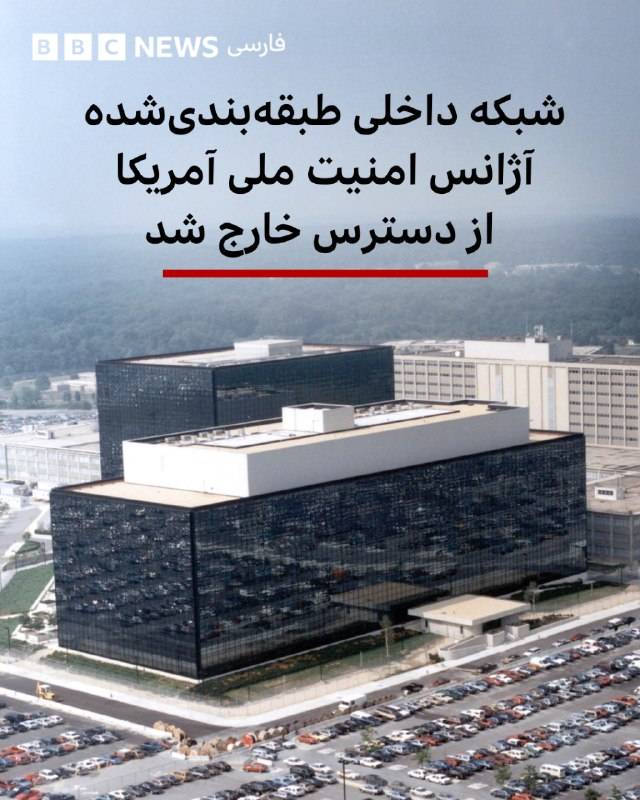 BBC NEWS فارسی
شبکه داخلی طبقه‌بندی‌شده
آژانس امنیت ملی آمریکا
از دسترس خارج شد